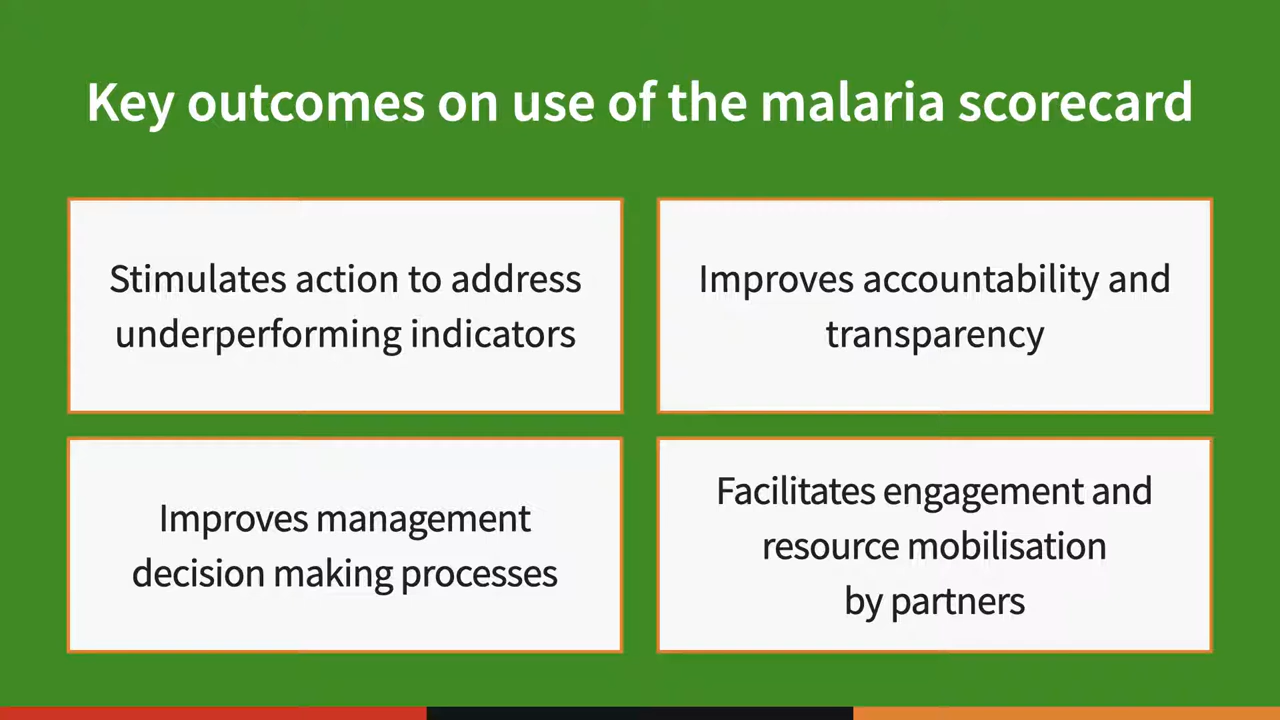 Key outcomes on use of the malaria scorecard
Stimulates action to address
underperforming indicators
Improves accountability and
transparency
Improves management
decision making processes
Facilitates engagement and
resource mobilisation
by partners